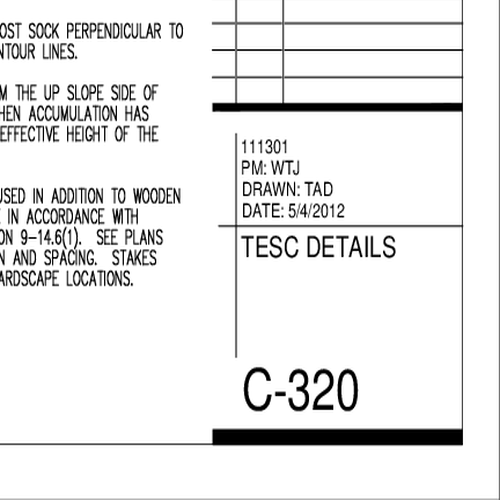 OST SOCK PERPENDICULAR TO
NTOUR LINES.
M THE UP SLOPE SIDE OF
HEN ACCUMULATION HAS
EFFECTIVE HEIGHT OF THE
USED IN ADDITION TO WOODEN
IN ACCORDANCE WITH
ON 9-14.6(1). SEE PLANS
N AND SPACING. STAKES
ARDSCAPE LOCATIONS.
111301
PM: WTJ
DRAWN: TAD
DATE: 5/4/2012
TESC DETAILS
C-320